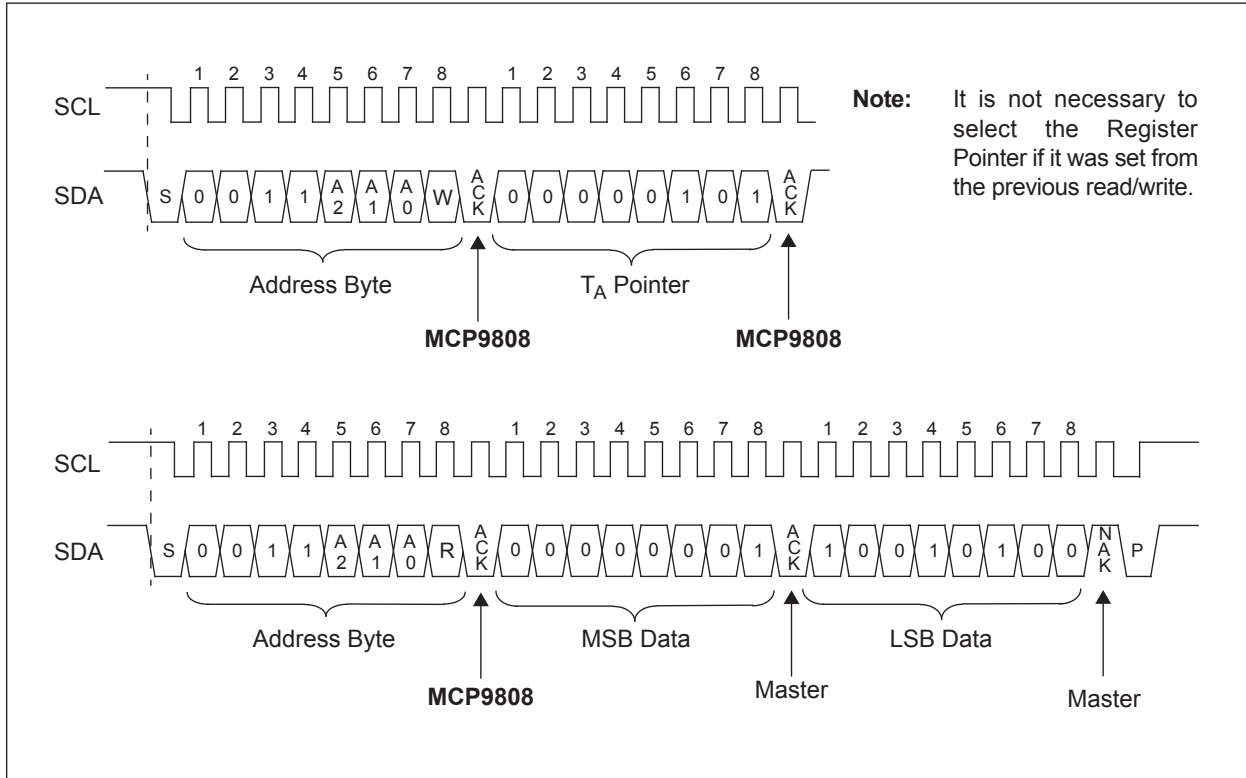 1 2 3 4 5 6 7 8 1 2 3 4 5 6 7 8
SCL
SDA
S 0 0 1 1 A2 A1 A0 W ACK 0 0 0 0 0 1 0 1 ACK
Address Byte
TA Pointer
MCP9808
MCP9808
Note: It is not necessary to
select the Register
Pointer if it was set from
the previous read/write.
1 2 3 4 5 6 7 8 1 2 3 4 5 6 7 8 1 2 3 4 5 6 7 8
SCL
SDA
S 0 0 1 1 A2 A1 A0 R ACK 0 0 0 0 0 0 0 1 ACK 1 0 0 1 0 1 0 0 NAK P
Address Byte
MSB Data
LSB Data
MCP9808
Master
Master